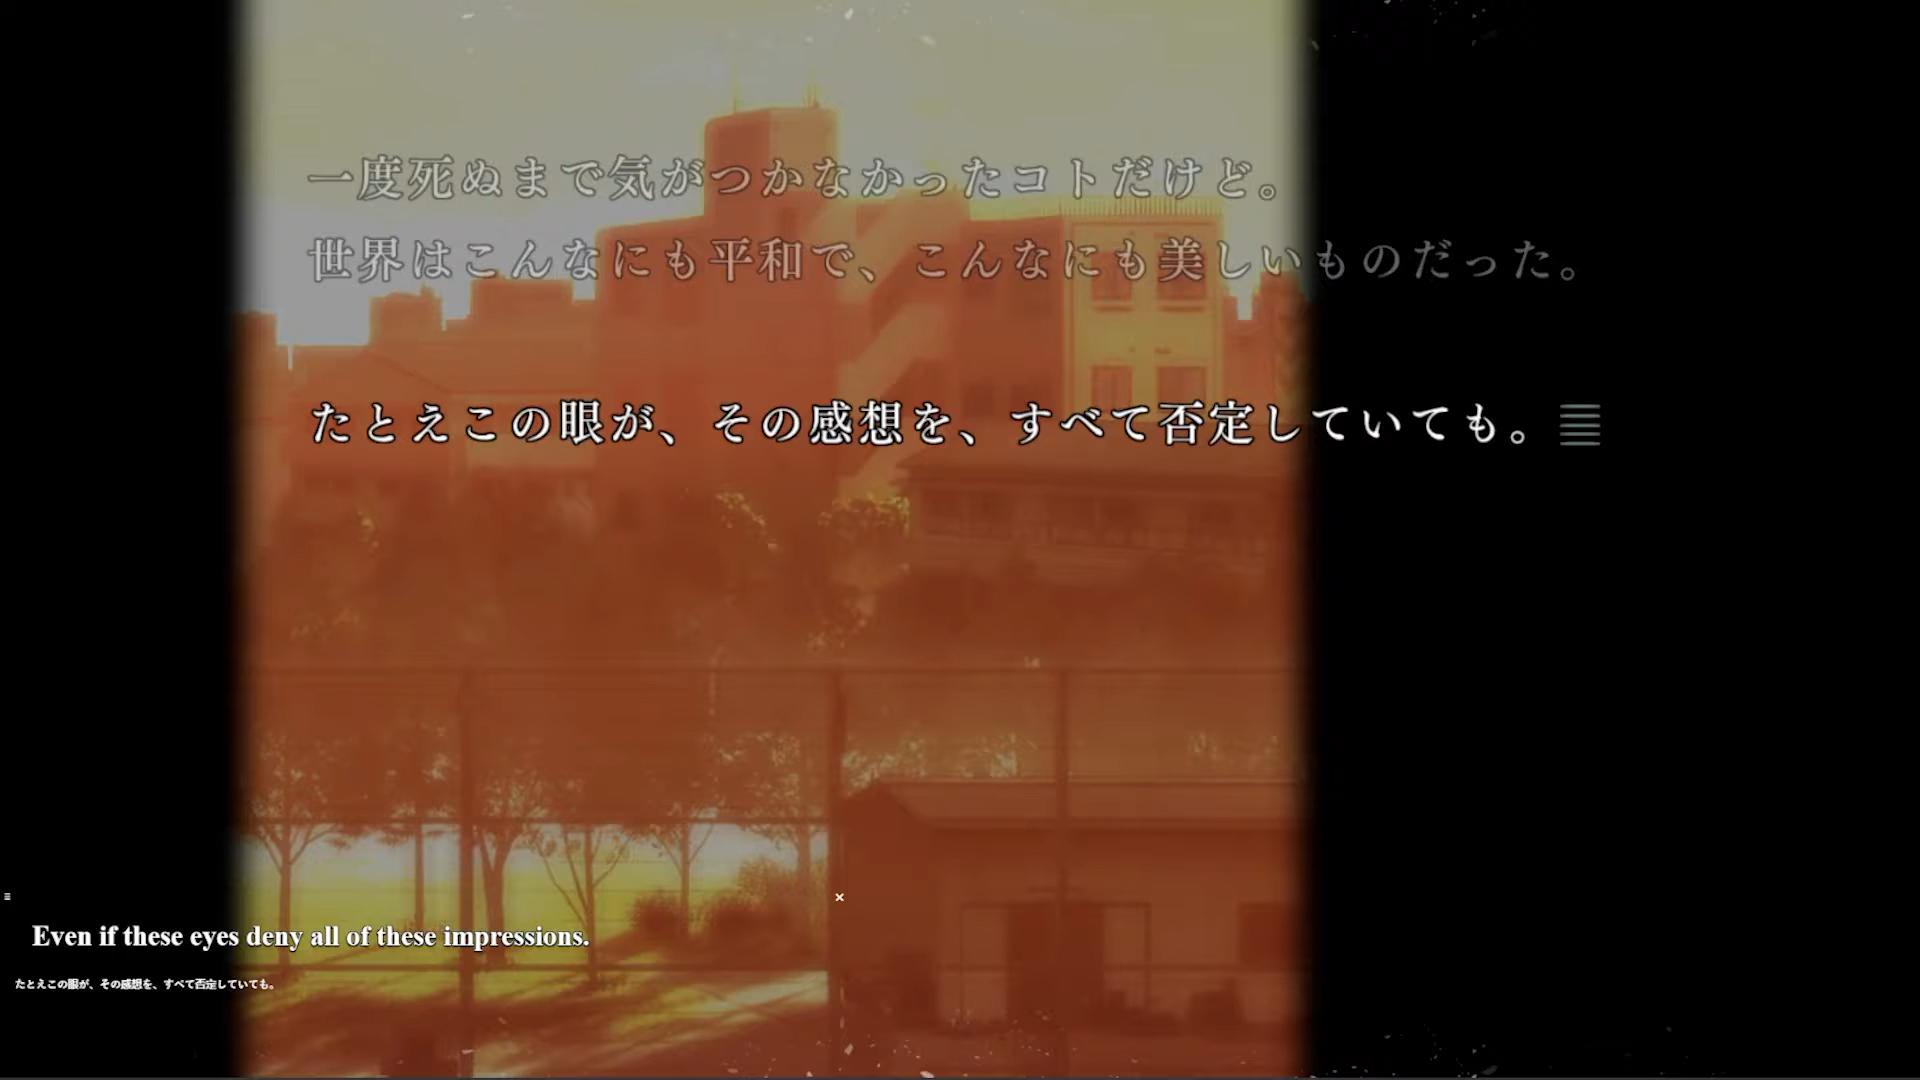 一度死ぬまで気がつかなかったコトだけど。
世界はこんなにも平和で、こんなにも美しいものだった。
たとえこの眼が、その感想を、すべて否定していても。
Even if these eyes deny all of these impressions.
たとえこの眼が、その感想を、すべて否定していても。